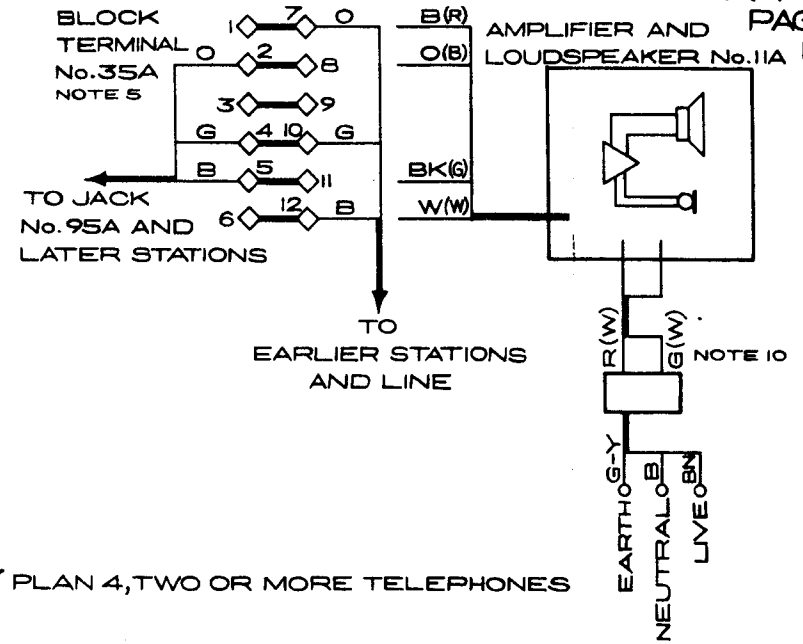 PAG
BLOCK
TERMINAL
No.35A
NOTE 5
1 7 O
O 2 8
3 9
G 4 10 G
B 5 11
6 12 B
B(R)
O(B)
BK(G)
W(W)
AMPLIFIER AND
LOUDSPEAKER No.11A
TO JACK
No.95A AND
LATER STATIONS
TO
EARLIER STATIONS
AND LINE
R(W)
G(W)
NOTE 10
G-Y
B
BN
EARTH
NEUTRAL
LIVE
PLAN 4,TWO OR MORE TELEPHONES